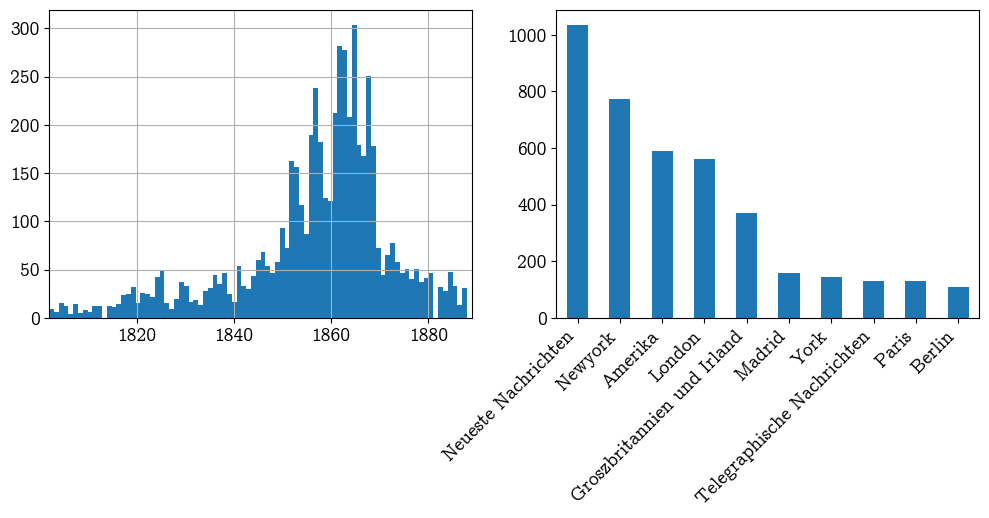 300
250
200
150
100
50
0
1820 1840 1860 1880
1000
800
600
400
200
0
Neueste Nachrichten
Newyork
Amerika
London
Groszbritannien und Irland
Madrid
York
Telegraphische Nachrichten
Paris
Berlin